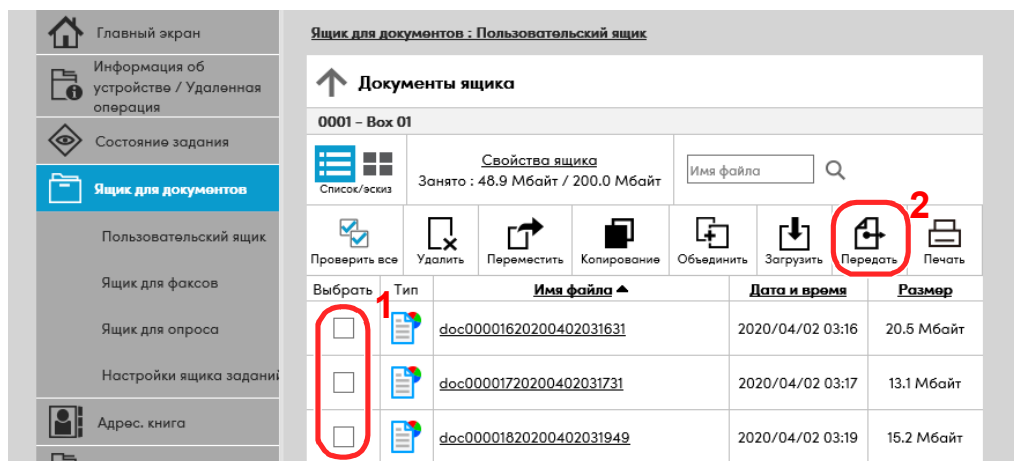 Главный экран
Информация об
устройстве / Удаленная
операция
Состояние задания
Ящик для документов
Пользовательский ящик
Ящик для факсов
Ящик для опроса
Настройки ящика заданий
Адрес. книга
Ящик для документов : Пользовательский ящик
Документы ящика
0001 – Box 01
Список/эскиз
Свойства ящика
Занято : 48.9 Мбайт / 200.0 Мбайт
Имя файла
2
Проверить все Удалить Переместить Копирование Объединить Загрузить Передать Печать
Выбрать Тип Имя файла Дата и время Размер
1
doc00001620200402031631 2020/04/02 03:16 20.5 Мбайт
doc00001720200402031731 2020/04/02 03:17 13.1 Мбайт
doc00001820200402031949 2020/04/02 03:19 15.2 Мбайт